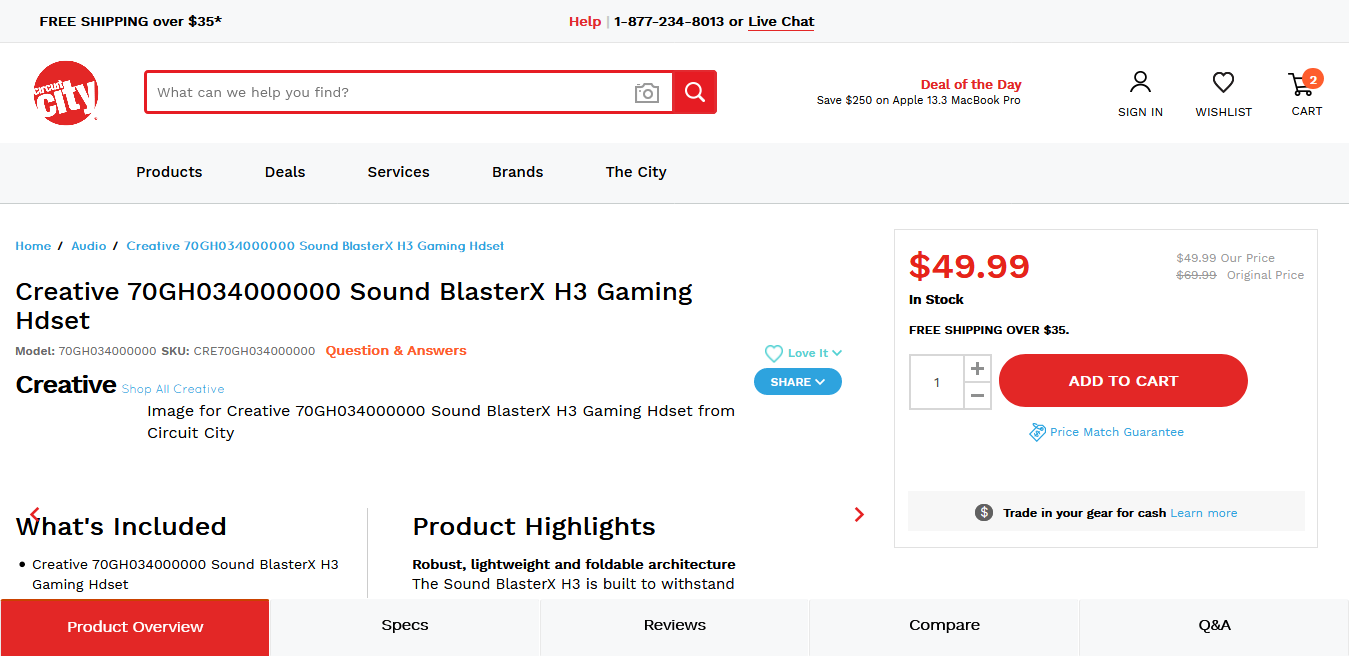 FREE SHIPPING over $35*
Help | 1-877-234-8013 or Live Chat
circuit city
What can we help you find?
Deal of the Day
Save $250 on Apple 13.3 MacBook Pro
SIGN IN
WISHLIST
2
CART
Products
Deals
Services
Brands
The City
Home / Audio / Creative 70GH034000000 Sound BlasterX H3 Gaming Hdset
Creative 70GH034000000 Sound BlasterX H3 Gaming
Hdset
Model: 70GH034000000 SKU: CRE70GH034000000 Question & Answers
Love It
SHARE
Creative Shop All Creative
Image for Creative 70GH034000000 Sound BlasterX H3 Gaming Hdset from
Circuit City
$49.99
$49.99 Our Price
$69.99 Original Price
In Stock
FREE SHIPPING OVER $35.
1
+
−
ADD TO CART
Price Match Guarantee
$ Trade in your gear for cash Learn more
What's Included
• Creative 70GH034000000 Sound BlasterX H3
Gaming Hdset
Product Highlights
Robust, lightweight and foldable architecture
The Sound BlasterX H3 is built to withstand
Product Overview
Specs
Reviews
Compare
Q&A